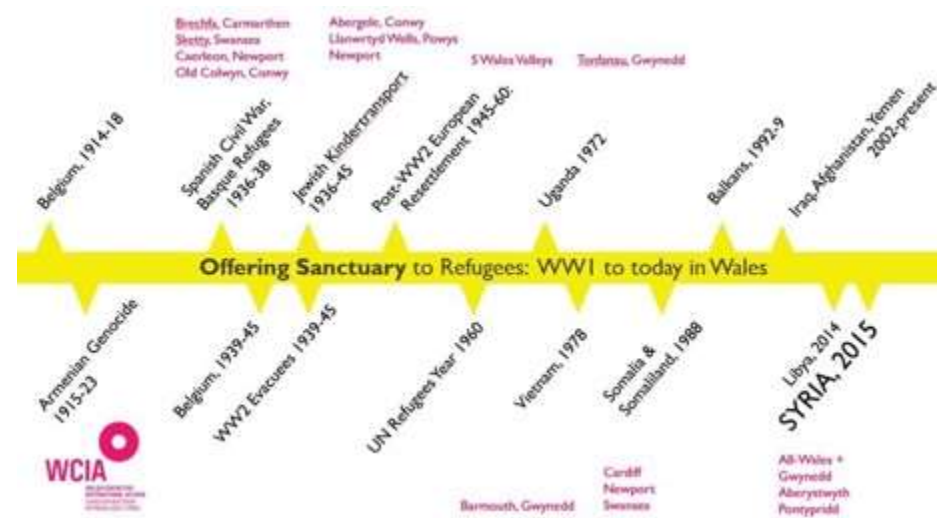 Brechfa, Carmarthen
Sketty, Swansea
Caerleon, Newport
Old Colwyn, Conwy
Abergele, Conwy
Llanwrtyd Wells, Powys
Newport
S Wales Valleys
Tonfanau, Gwynedd
Belgium, 1914-18
Spanish Civil War,
Basque Refugees
1936-38
Jewish Kindertransport
1936-45
Post-WW2 European
Resettlement 1945-60:
Uganda 1972
Balkans, 1992-9
Iraq, Afghanistan, Yemen
2002-present
Offering Sanctuary to Refugees: WW1 to today in Wales
Armenian Genocide
1915-23
Belgium, 1939-45
WW2 Evacuees 1939-45
UN Refugees Year 1960
Vietnam, 1978
Somalia &
Somaliland, 1988
Libya, 2014
SYRIA, 2015
WCIA
Barmouth, Gwynedd
Cardiff
Newport
Swansea
All-Wales +
Gwynedd
Aberystwyth
Pontypridd